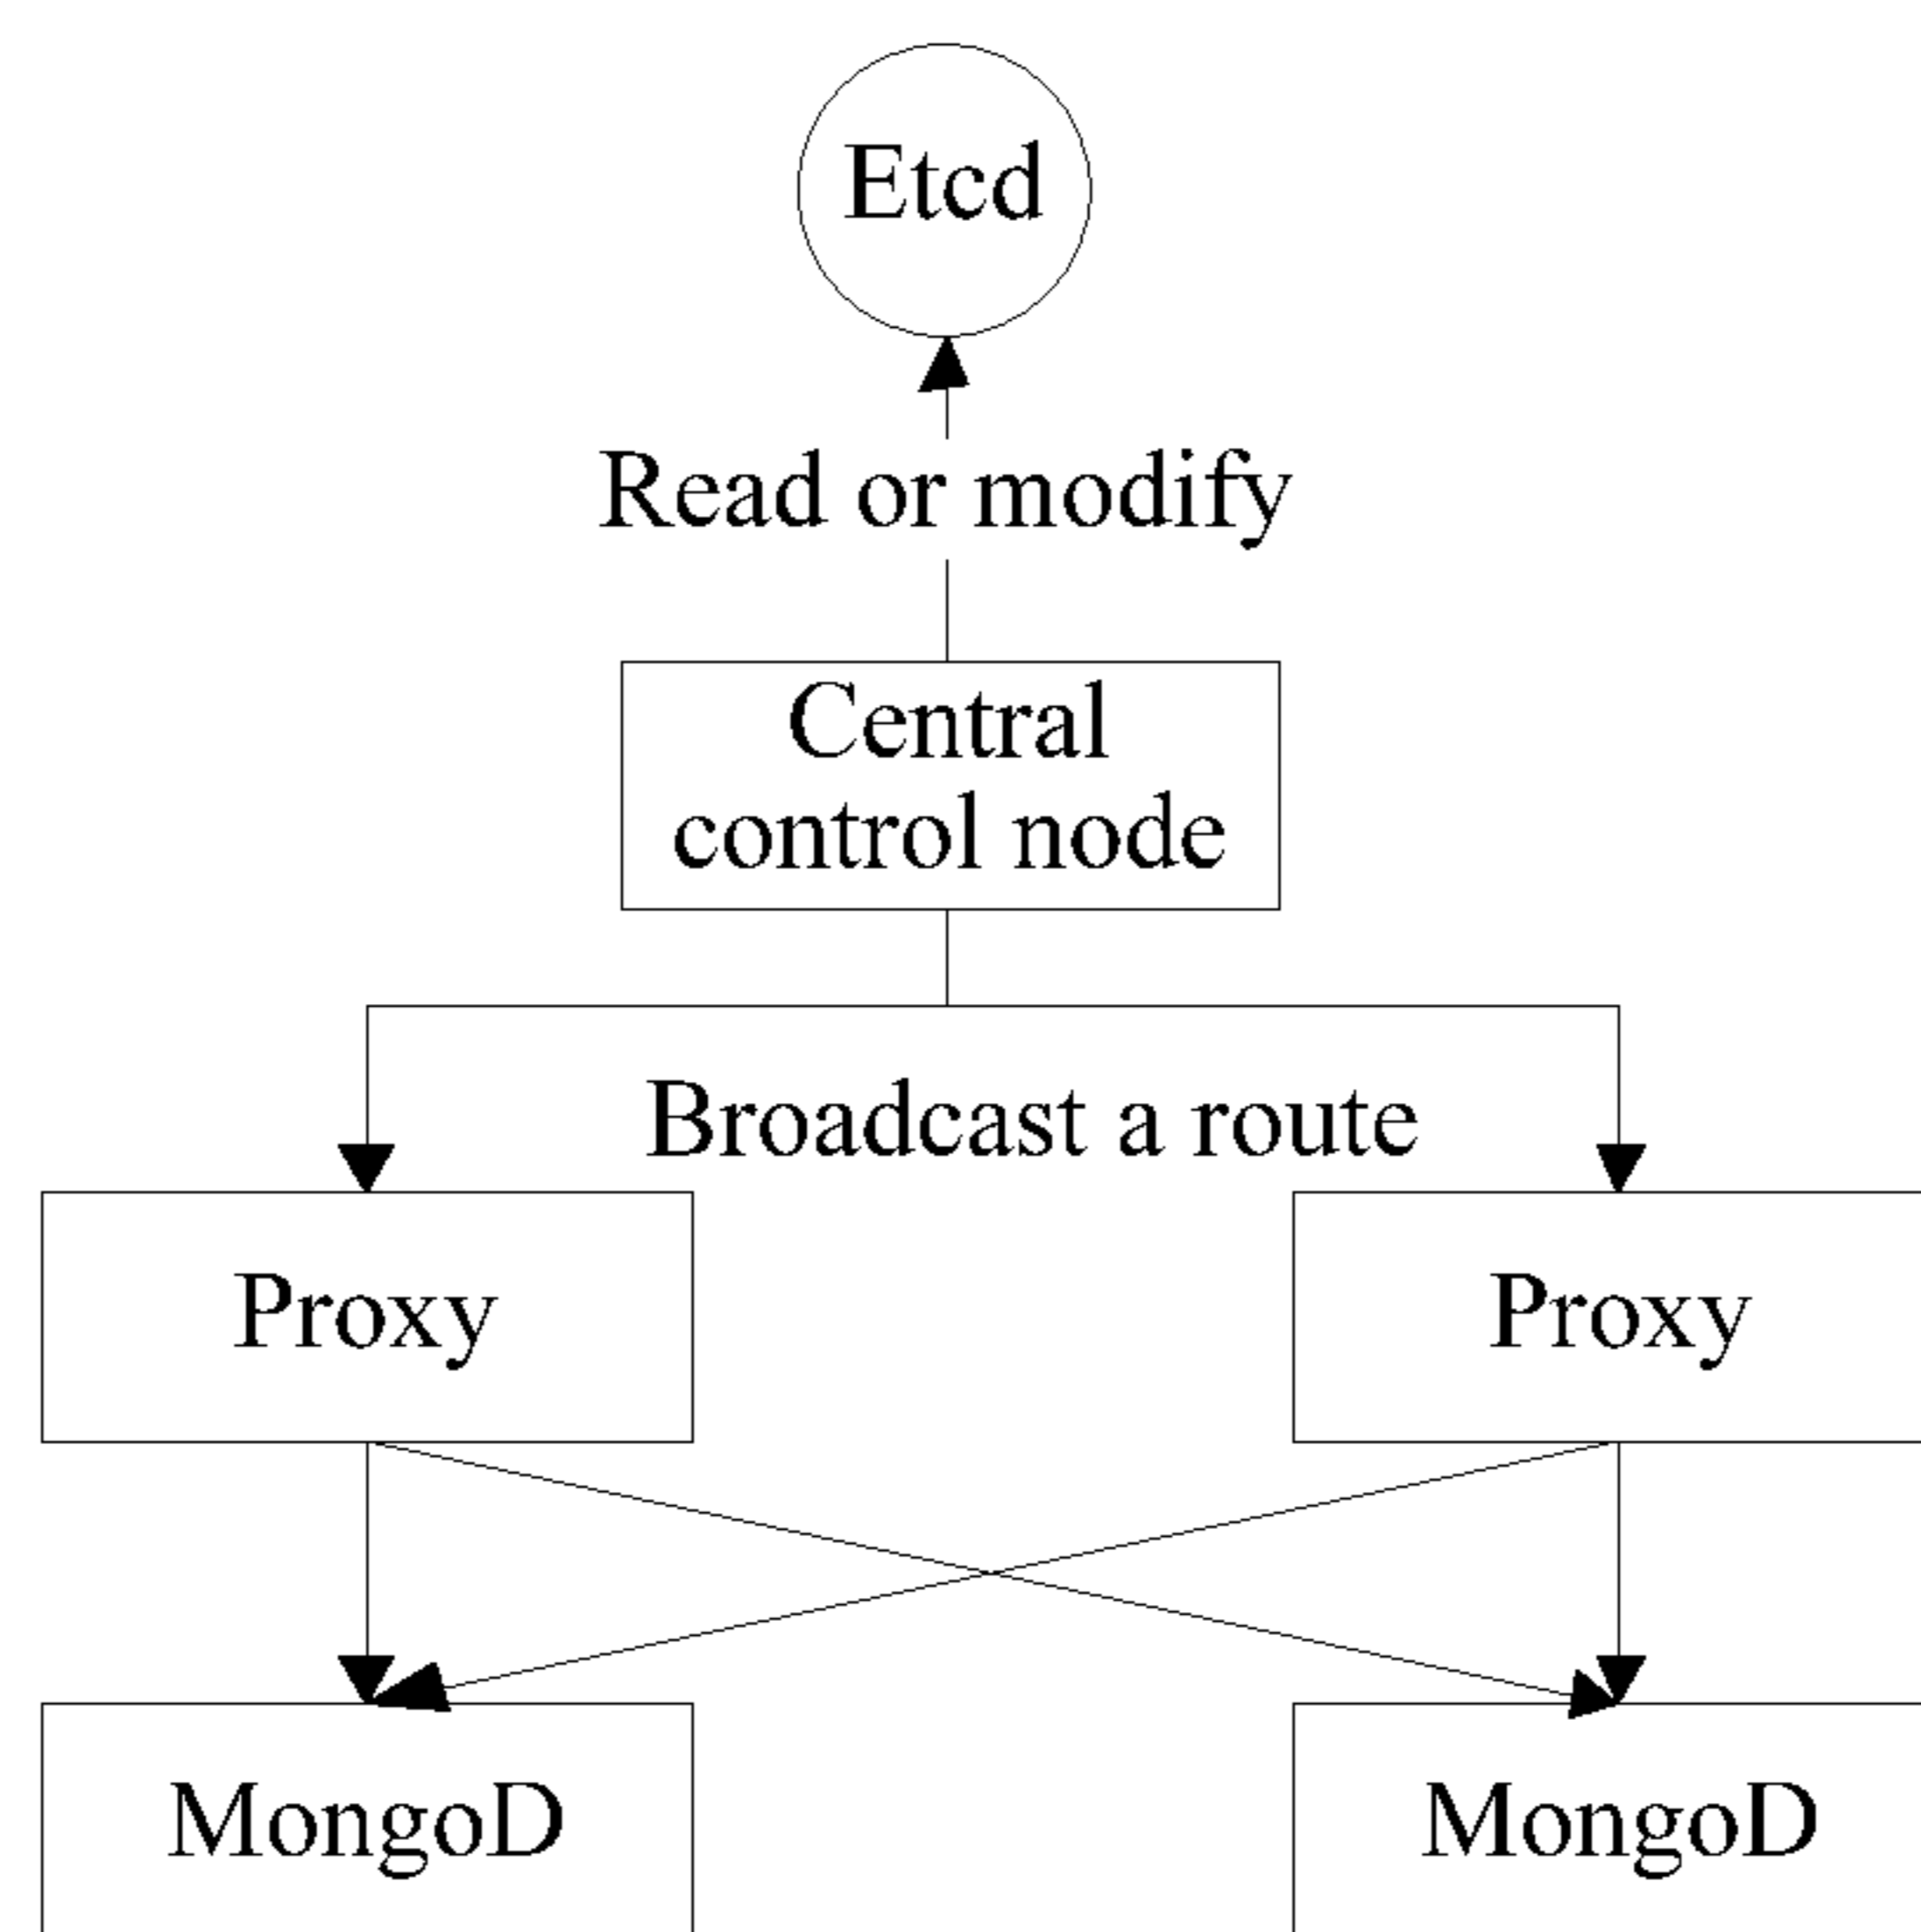 Etcd
Read or modify
Central
control node
Broadcast a route
Proxy
Proxy
MongoD
MongoD